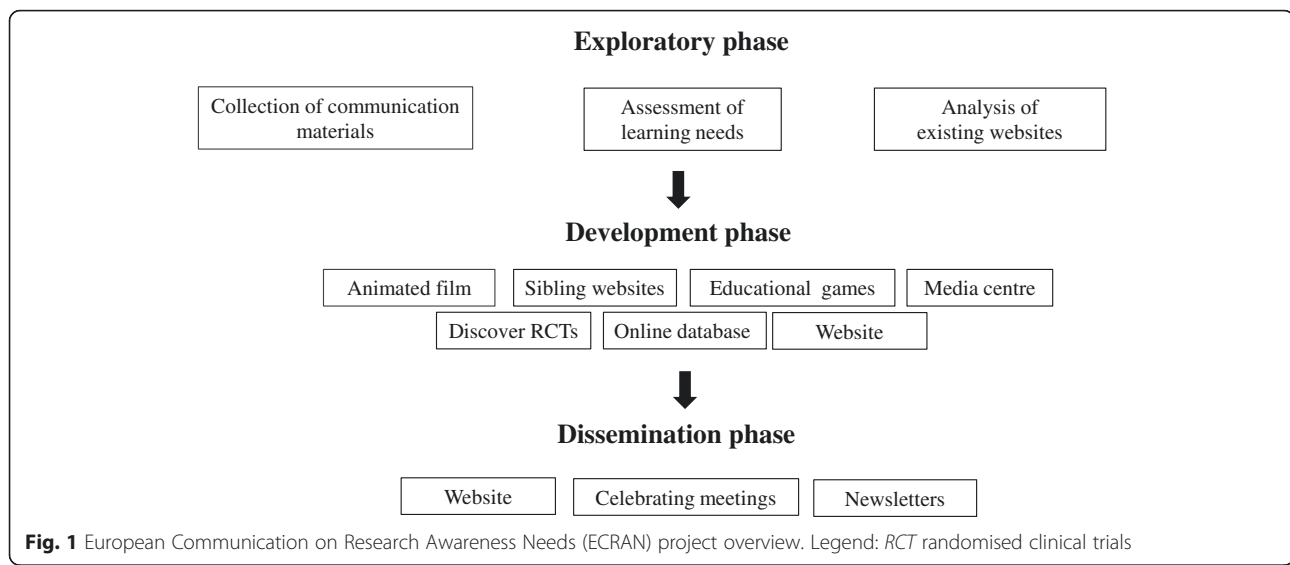 Exploratory phase
Collection of communication materials
Assessment of learning needs
Analysis of existing websites
Development phase
Animated film
Sibling websites
Educational games
Media centre
Discover RCTs
Online database
Website
Dissemination phase
Website
Celebrating meetings
Newsletters
Fig. 1 European Communication on Research Awareness Needs (ECRAN) project overview. Legend: RCT randomised clinical trials